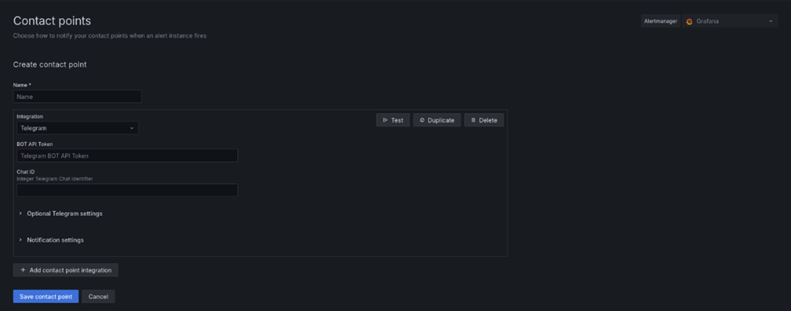 Contact points
Alertmanager
Grafana
Choose how to notify your contact points when an alert instance fires
Create contact point
Name *
Name
Integration
Telegram
Test
Duplicate
Delete
BOT API Token
Telegram BOT API Token
Chat ID
Integer Telegram Chat Identifier
Optional Telegram settings
Notification settings
Add contact point integration
Save contact point
Cancel